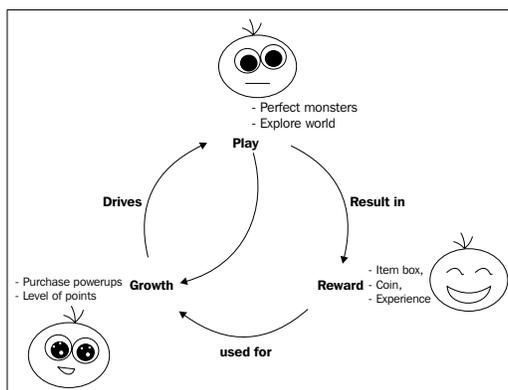 - Perfect monsters
- Explore world
Play
Drives
Result in
- Purchase powerups
- Level of points
Growth
Reward
- Item box,
- Coin,
- Experience
used for